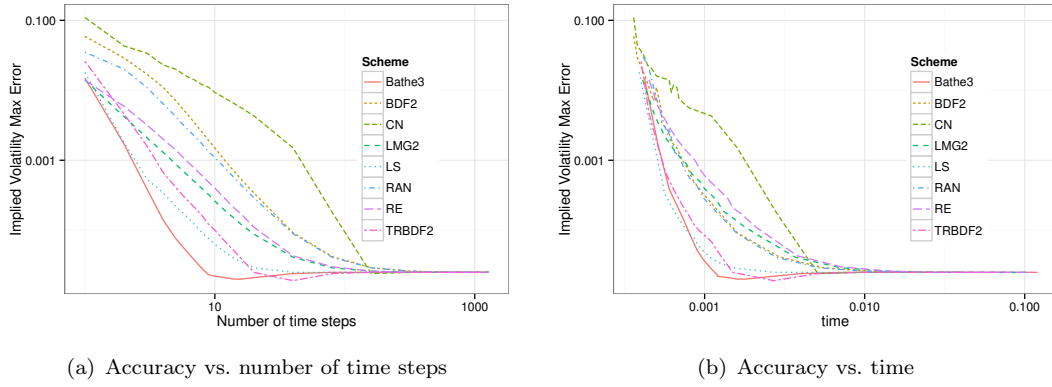 Implied Volatility Max Error
0.100
0.001
10
1000
Number of time steps
Scheme
Bathe3
BDF2
CN
LMG2
LS
RAN
RE
TRBDF2
(a) Accuracy vs. number of time steps
Implied Volatility Max Error
0.100
0.001
0.001
0.010
0.100
time
Scheme
Bathe3
BDF2
CN
LMG2
LS
RAN
RE
TRBDF2
(b) Accuracy vs. time